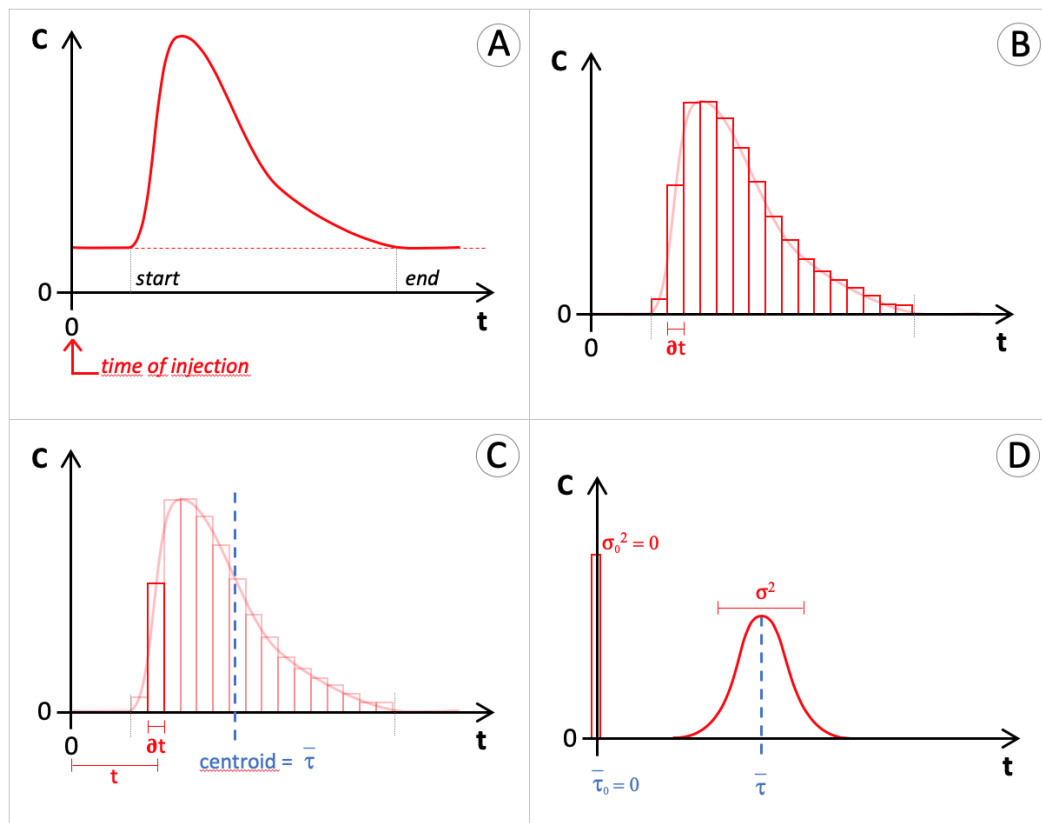 C
A
start
end
0
t
0
time of injection
B
C
0
0
∂t
t
C
C
0
0
∂t
t
t
centroid = τ̅
D
C
σ₀² = 0
σ²
0
t
τ̅₀ = 0
τ̅